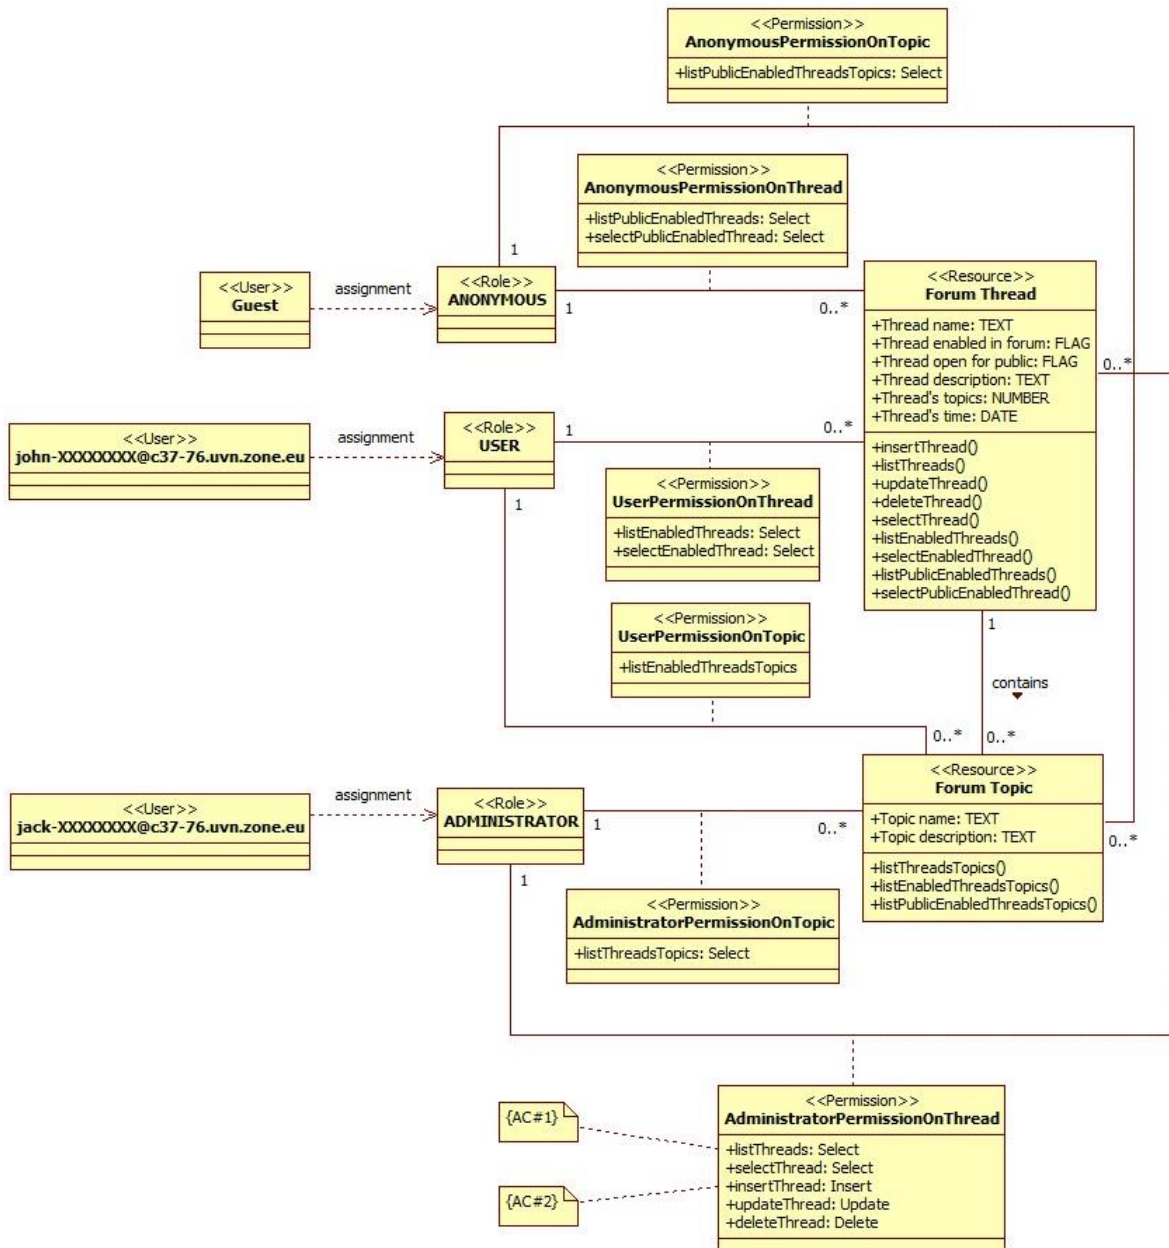 <<Permission>>
AnonymousPermissionOnTopic
+listPublicEnabledThreadsTopics: Select
<<Permission>>
AnonymousPermissionOnThread
+listPublicEnabledThreads: Select
+selectPublicEnabledThread: Select
1
<<User>>
Guest
assignment
<<Role>>
ANONYMOUS
1
0..*
<<Resource>>
Forum Thread
+Thread name: TEXT
+Thread enabled in forum: FLAG
+Thread open for public: FLAG
+Thread description: TEXT
+Thread's topics: NUMBER
+Thread's time: DATE
+insertThread()
+listThreads()
+updateThread()
+deleteThread()
+selectThread()
+listEnabledThreads()
+selectEnabledThread()
+listPublicEnabledThreads()
+selectPublicEnabledThread()
0..*
<<User>>
john-XXXXXXXX@c37-76.uvn.zone.eu
assignment
<<Role>>
USER
1
0..*
1
<<Permission>>
UserPermissionOnThread
+listEnabledThreads: Select
+selectEnabledThread: Select
<<Permission>>
UserPermissionOnTopic
+listEnabledThreadsTopics
1
contains
0..*
0..*
<<User>>
jack-XXXXXXXX@c37-76.uvn.zone.eu
assignment
<<Role>>
ADMINISTRATOR
1
0..*
1
<<Resource>>
Forum Topic
+Topic name: TEXT
+Topic description: TEXT
+listThreadsTopics()
+listEnabledThreadsTopics()
+listPublicEnabledThreadsTopics()
0..*
<<Permission>>
AdministratorPermissionOnTopic
+listThreadsTopics: Select
{AC#1}
{AC#2}
<<Permission>>
AdministratorPermissionOnThread
+listThreads: Select
+selectThread: Select
+insertThread: Insert
+updateThread: Update
+deleteThread: Delete